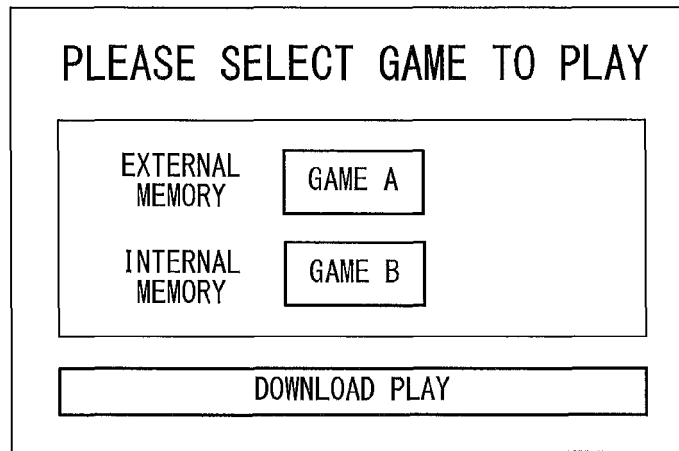 PLEASE SELECT GAME TO PLAY
EXTERNAL
MEMORY
GAME A
INTERNAL
MEMORY
GAME B
DOWNLOAD PLAY